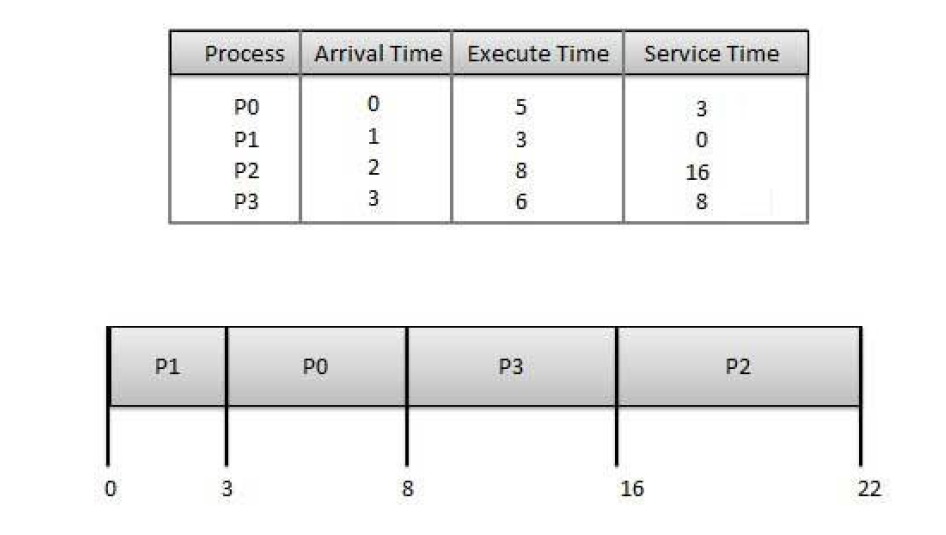 Process Arrival Time Execute Time Service Time
P0 0 5 3
P1 1 3 0
P2 2 8 16
P3 3 6 8
P1 P0 P3 P2
0 3 8 16 22